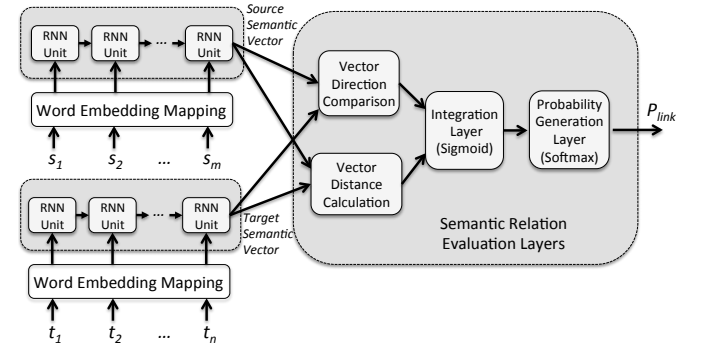 RNN
Unit
RNN
Unit
...
RNN
Unit
Source
Semantic
Vector
Word Embedding Mapping
s1
s2
...
sm
RNN
Unit
RNN
Unit
...
RNN
Unit
Target
Semantic
Vector
Word Embedding Mapping
t1
t2
...
tn
Vector
Direction
Comparison
Vector
Distance
Calculation
Integration
Layer
(Sigmoid)
Probability
Generation
Layer
(Softmax)
Plink
Semantic Relation
Evaluation Layers